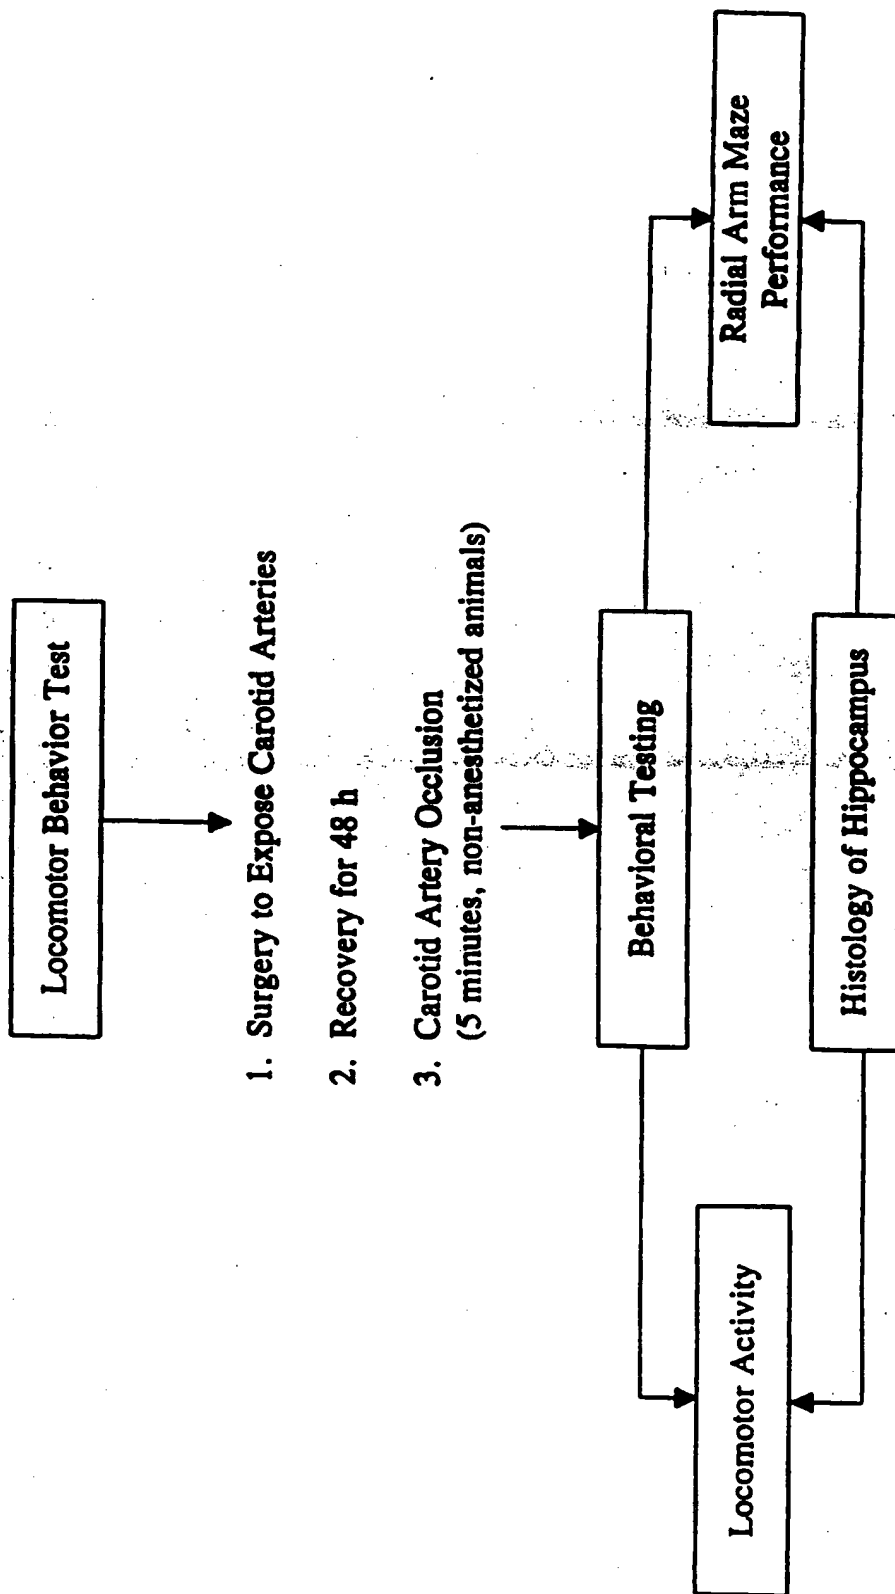 Locomotor Behavior Test
1. Surgery to Expose Carotid Arteries
2. Recovery for 48 h
3. Carotid Artery Occlusion
(5 minutes, non-anesthetized animals)
Behavioral Testing
Locomotor Activity
Radial Arm Maze
Performance
Histology of Hippocampus